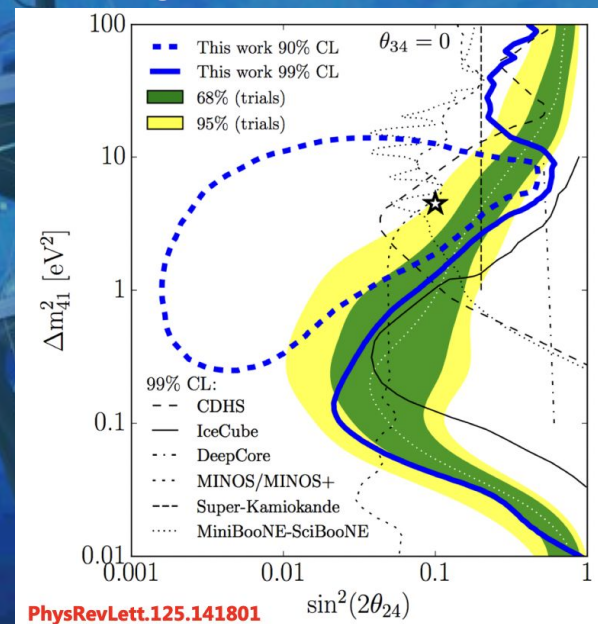 100
10
1
0.1
0.01
Δm²₄₁ [eV²]
This work 90% CL
This work 99% CL
68% (trials)
95% (trials)
θ₃₄ = 0
99% CL:
CDHS
IceCube
DeepCore
MINOS/MINOS+
Super-Kamiokande
MiniBooNE-SciBooNE
0.001
0.01
0.1
1
sin²(2θ₂₄)
PhysRevLett.125.141801